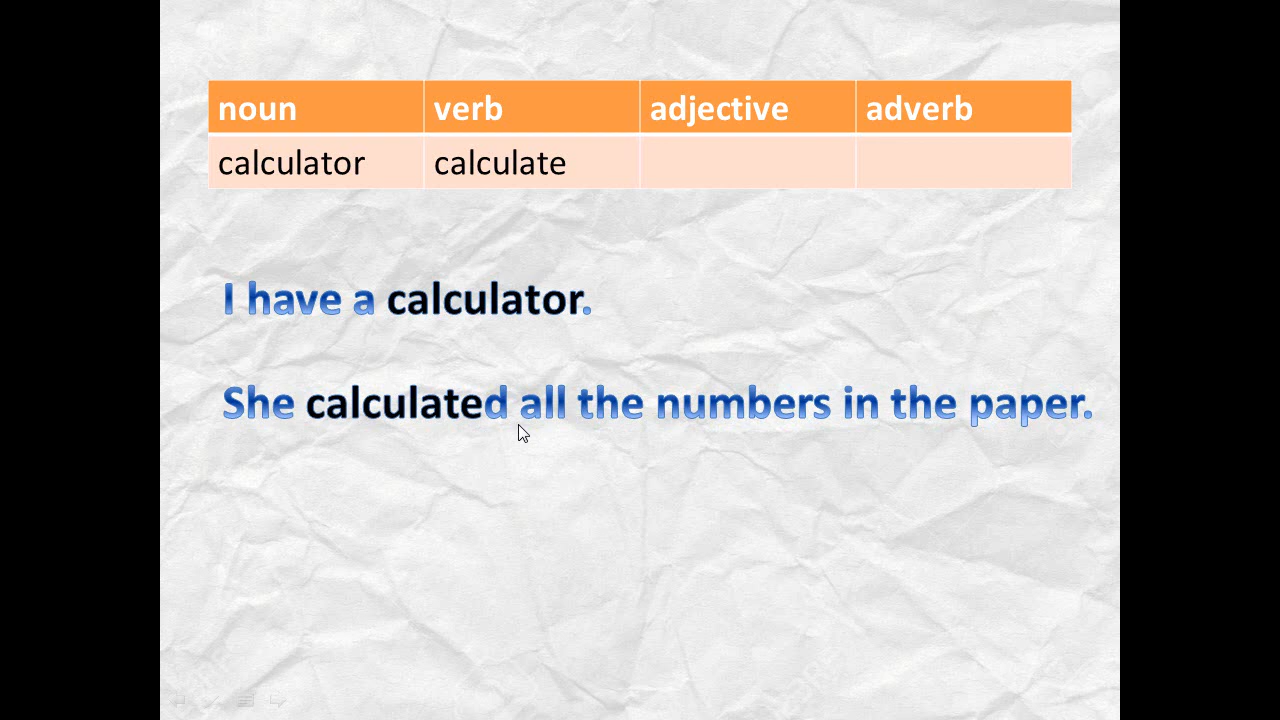 noun verb adjective adverb
calculator calculate
I have a calculator.
She calculated all the numbers in the paper.